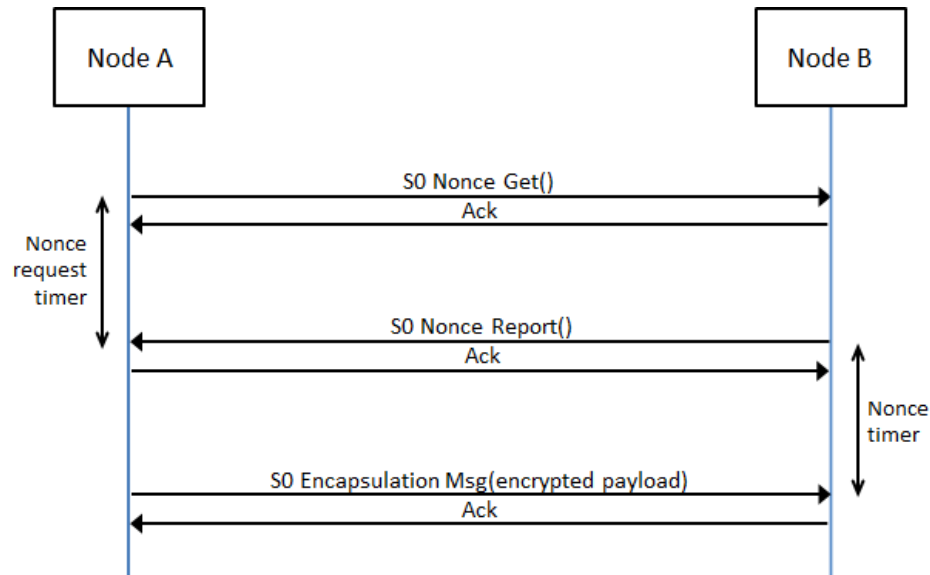 Node A
Node B
S0 Nonce Get()
Ack
Nonce
request
timer
S0 Nonce Report()
Ack
Nonce
timer
S0 Encapsulation Msg(encrypted payload)
Ack